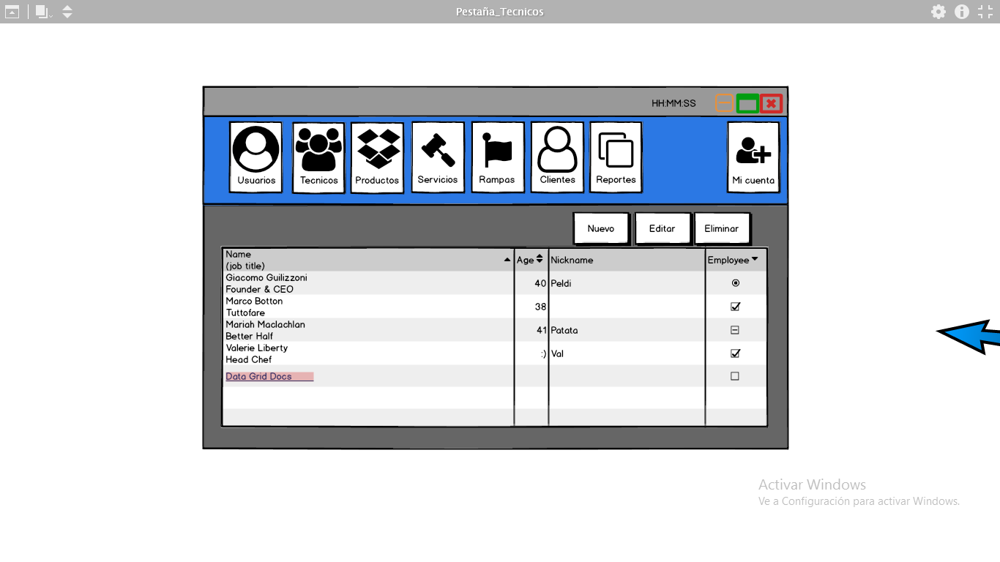 Pestaña_Tecnicos
HH:MM:SS
Usuarios
Tecnicos
Productos
Servicios
Rampas
Clientes
Reportes
Mi cuenta
Nuevo
Editar
Eliminar
Name
(job title)
Age
Nickname
Employee
Giacomo Guilizzoni
Founder & CEO
40
Peldi
Marco Botton
Tuttofare
38
Mariah Maclachlan
Better Half
41
Patata
Valerie Liberty
Head Chef
:)
Val
Data Grid Docs
Activar Windows
Ve a Configuración para activar Windows.